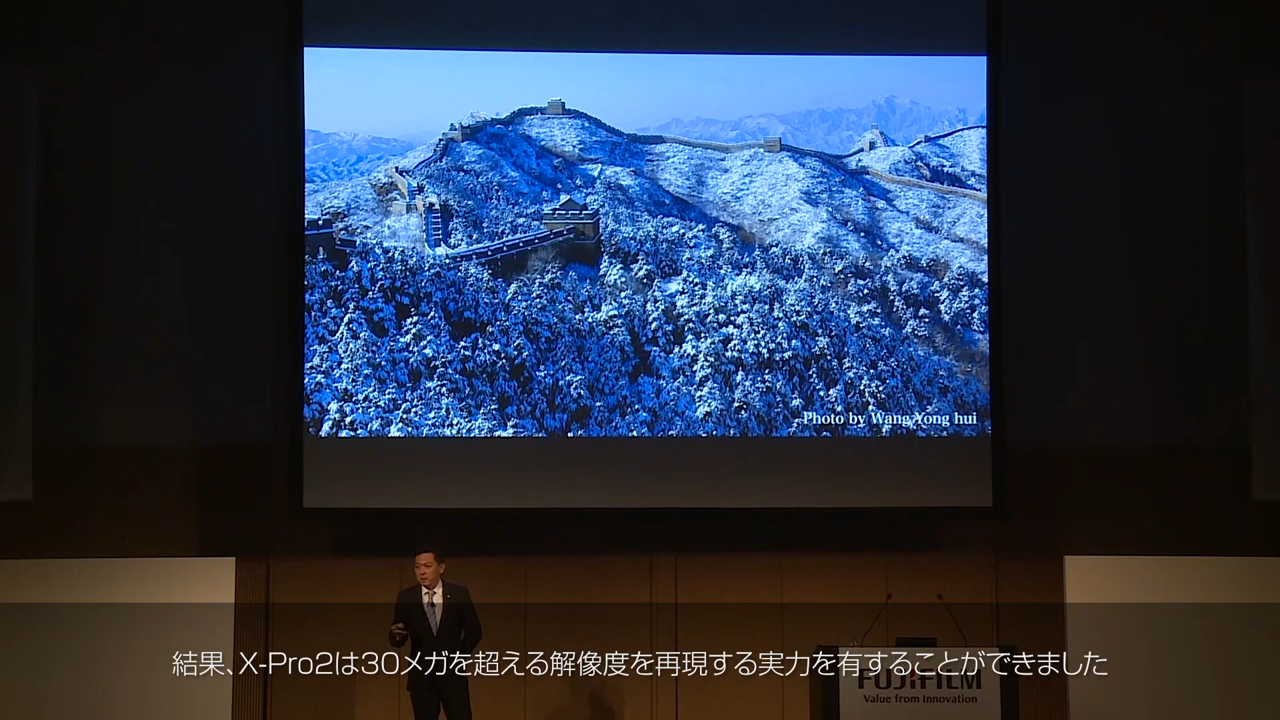 Photo by Wang Yong hui
結果、X-Pro2は30メガを超える解像度を再現する実力を有することができました
FUJIFILM
Value from Innovation